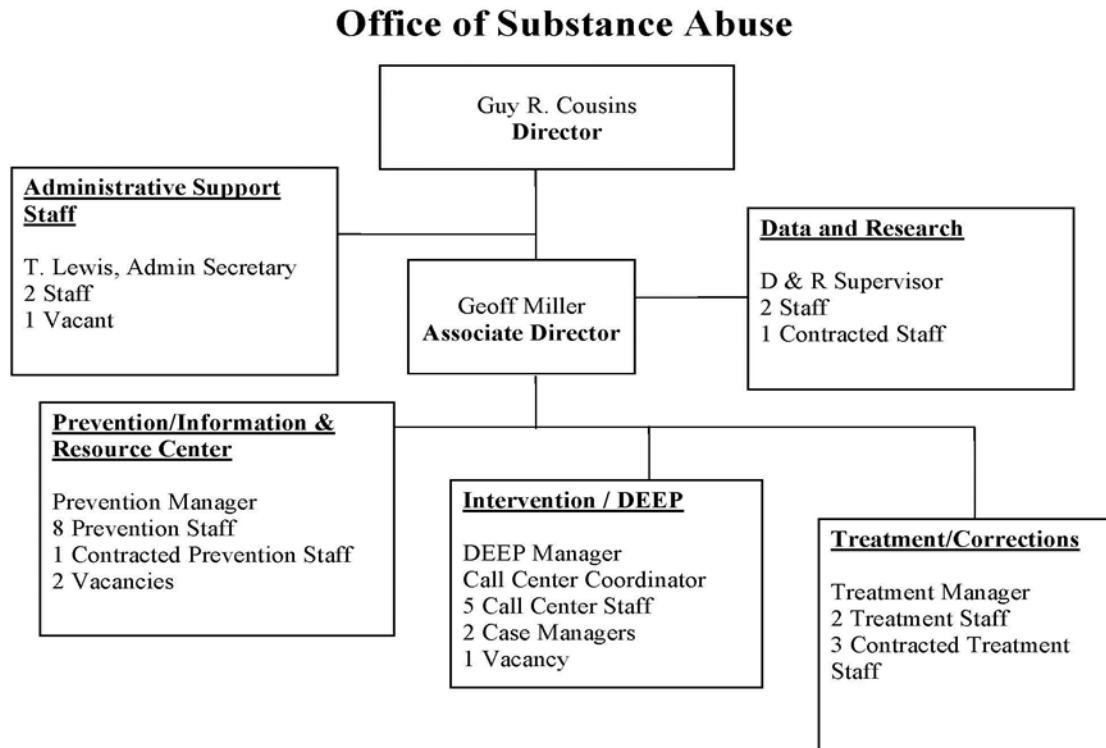 Office of Substance Abuse
Guy R. Cousins
Director
Administrative Support
Staff
T. Lewis, Admin Secretary
2 Staff
1 Vacant
Data and Research
D & R Supervisor
2 Staff
1 Contracted Staff
Geoff Miller
Associate Director
Prevention/Information &
Resource Center
Prevention Manager
8 Prevention Staff
1 Contracted Prevention Staff
2 Vacancies
Intervention / DEEP
DEEP Manager
Call Center Coordinator
5 Call Center Staff
2 Case Managers
1 Vacancy
Treatment/Corrections
Treatment Manager
2 Treatment Staff
3 Contracted Treatment
Staff